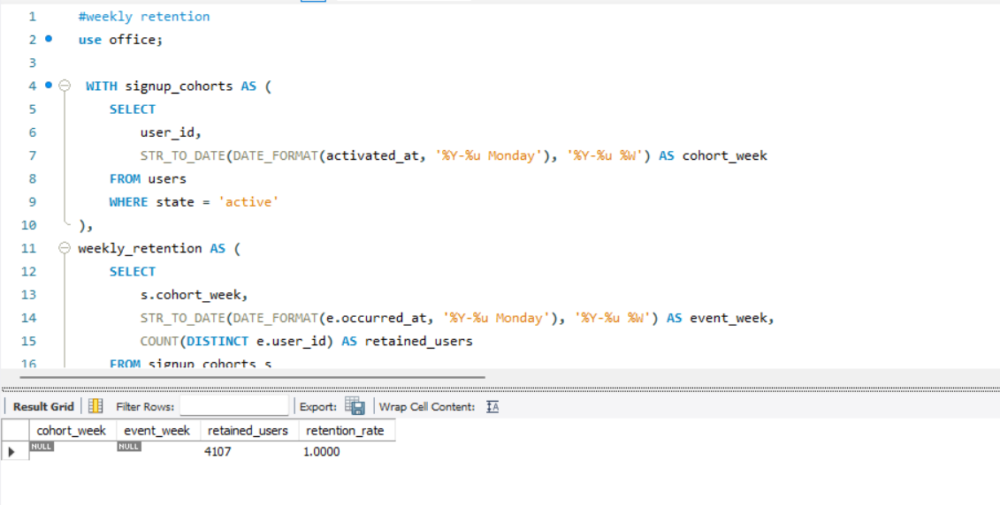 1 #weekly retention
2 use office;
3
4 WITH signup_cohorts AS (
5 SELECT
6 user_id,
7 STR_TO_DATE(DATE_FORMAT(activated_at, '%Y-%u Monday'), '%Y-%u %W') AS cohort_week
8 FROM users
9 WHERE state = 'active'
10 ),
11 weekly_retention AS (
12 SELECT
13 s.cohort_week,
14 STR_TO_DATE(DATE_FORMAT(e.occurred_at, '%Y-%u Monday'), '%Y-%u %W') AS event_week,
15 COUNT(DISTINCT e.user_id) AS retained_users
16 FROM signup_cohorts s
Result Grid Filter Rows: Export: Wrap Cell Content: IA
cohort_week event_week retained_users retention_rate
NULL NULL 4107 1.0000